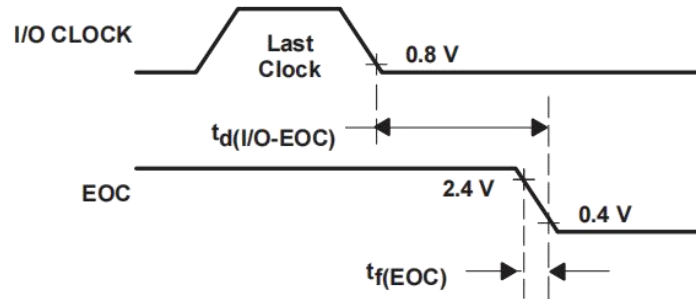 I/O CLOCK
Last
Clock
0.8 V
td(I/O-EOC)
EOC
2.4 V
0.4 V
tf(EOC)